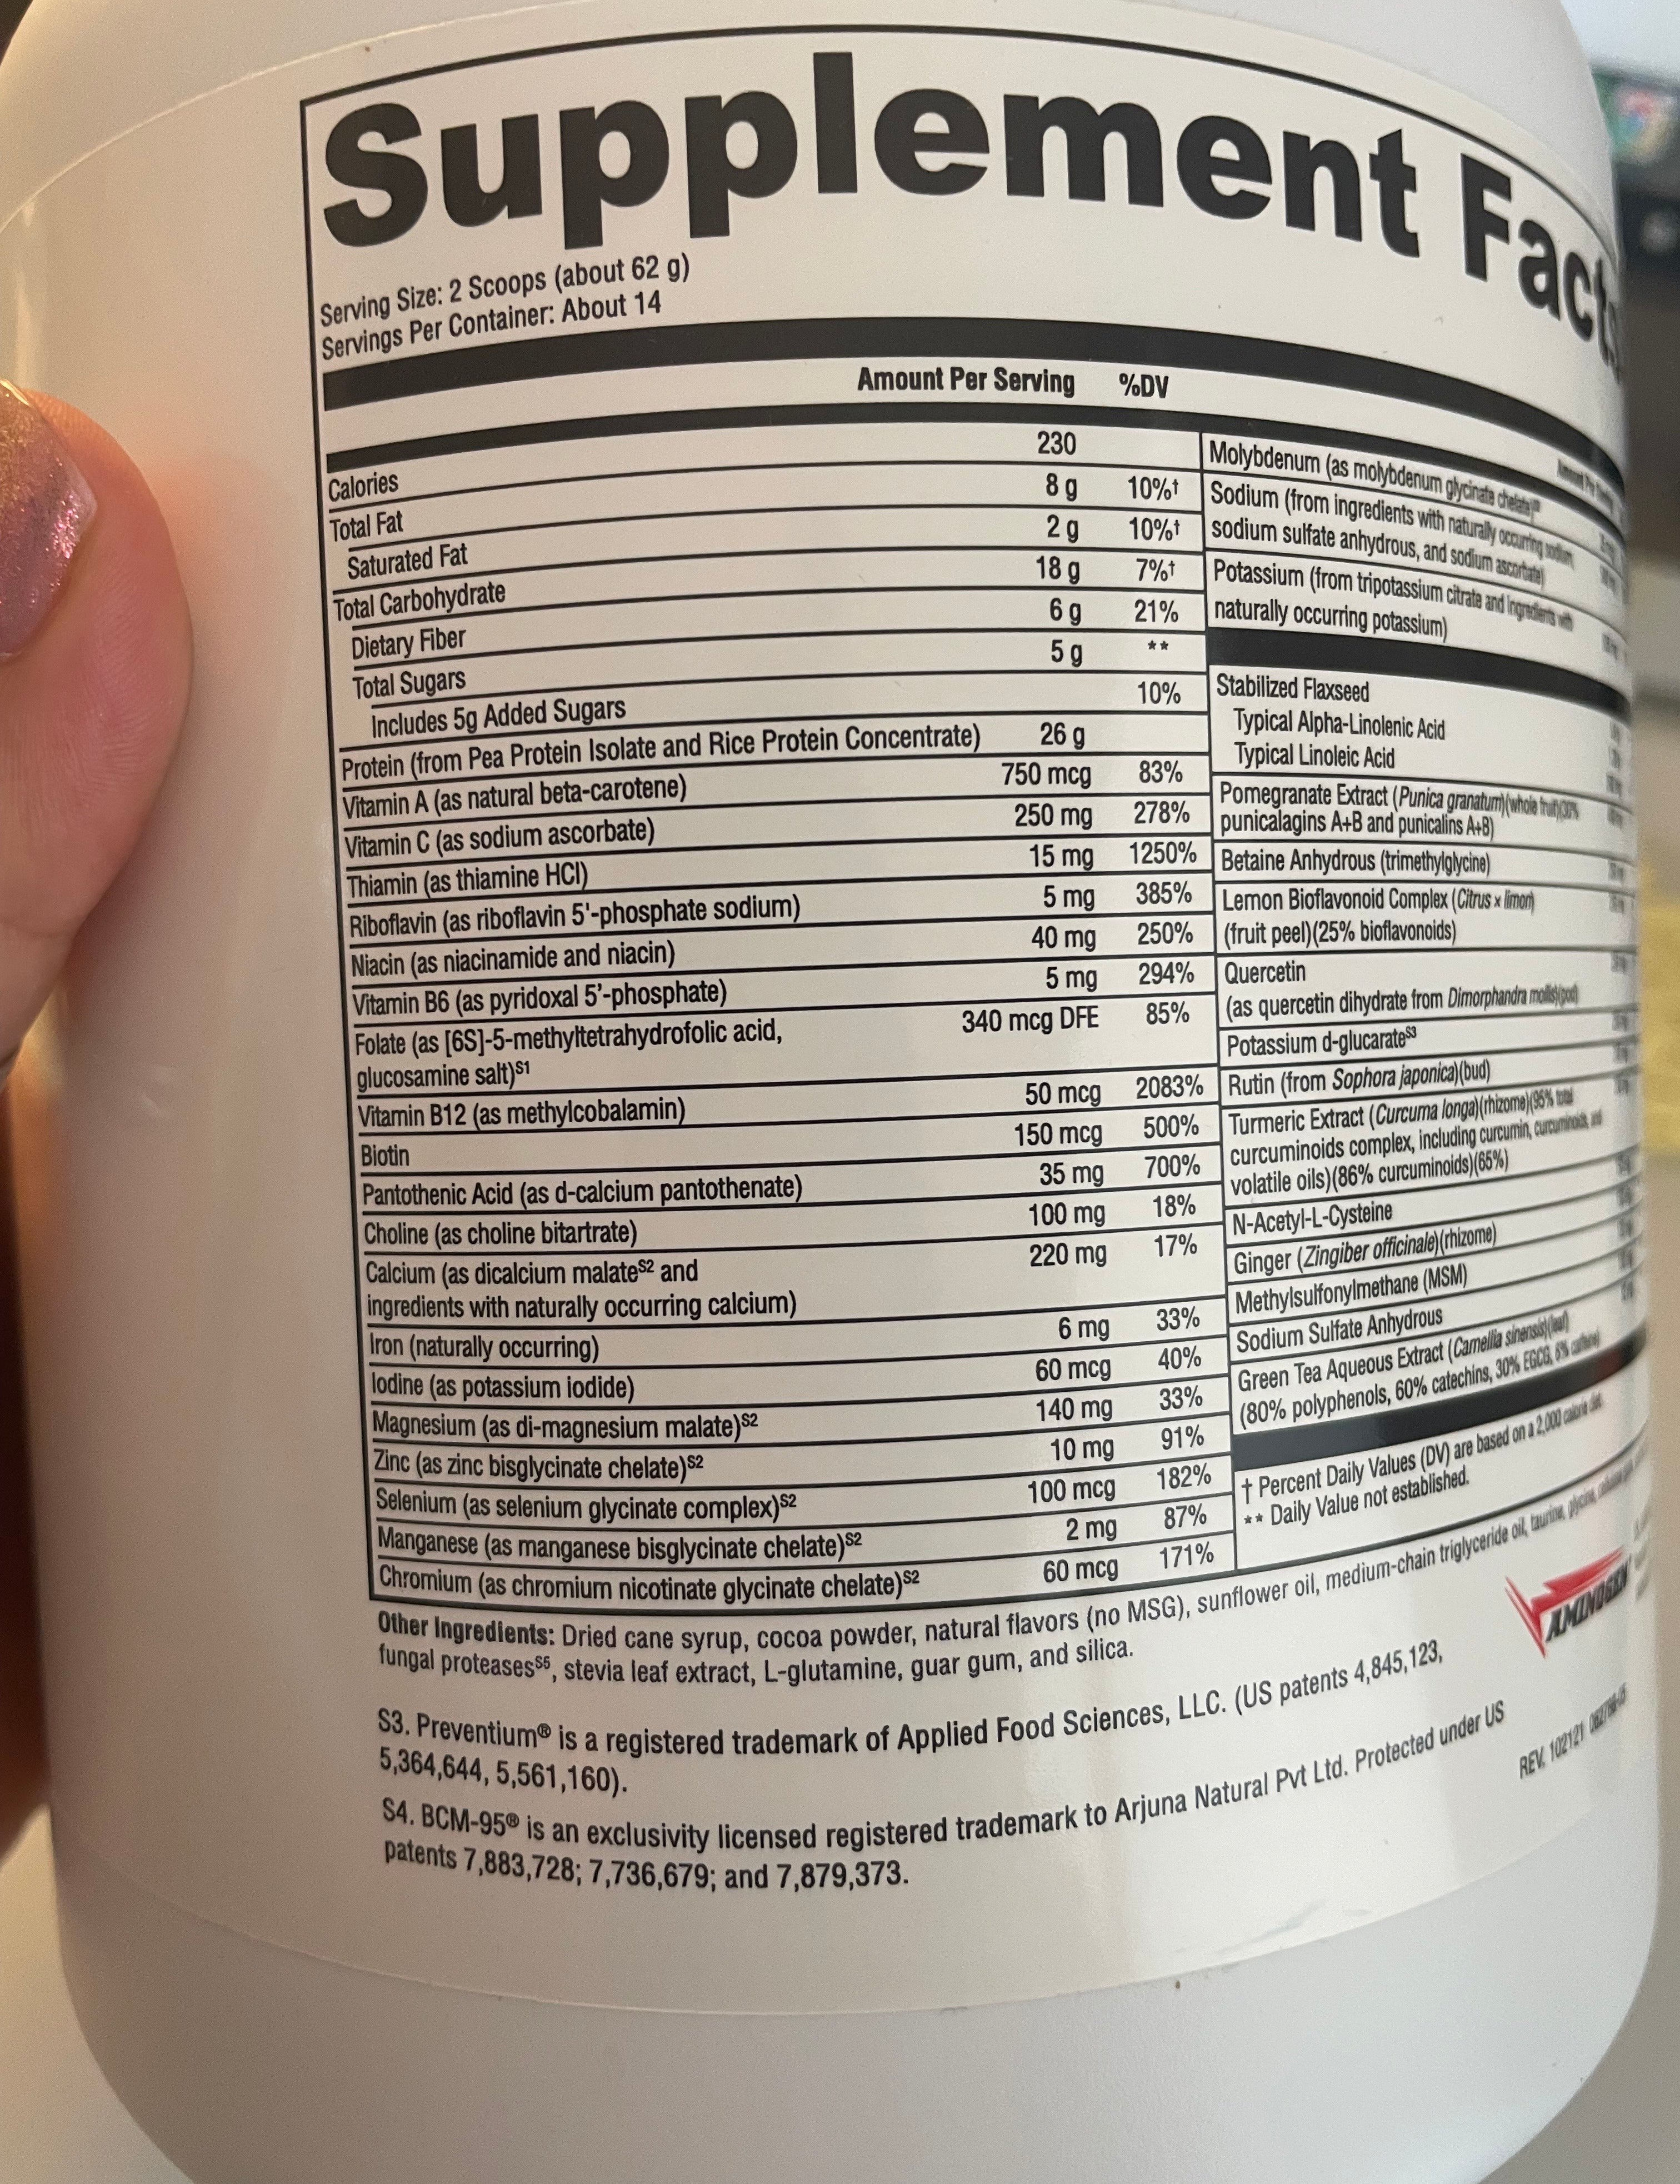 Supplement Facts
Serving Size: 2 Scoops (about 62 g)
Servings Per Container: About 14
Amount Per Serving %DV
Calories 230
Total Fat 8 g 10%†
Saturated Fat 2 g 10%†
Total Carbohydrate 18 g 7%†
Dietary Fiber 6 g 21%
Total Sugars 5 g **
Includes 5g Added Sugars 10%
Protein (from Pea Protein Isolate and Rice Protein Concentrate) 26 g
Vitamin A (as natural beta-carotene) 750 mcg 83%
Vitamin C (as sodium ascorbate) 250 mg 278%
Thiamin (as thiamine HCl) 15 mg 1250%
Riboflavin (as riboflavin 5'-phosphate sodium) 5 mg 385%
Niacin (as niacinamide and niacin) 40 mg 250%
Vitamin B6 (as pyridoxal 5’-phosphate) 5 mg 294%
Folate (as [6S]-5-methyltetrahydrofolic acid, 340 mcg DFE 85%
glucosamine salt)S1
Vitamin B12 (as methylcobalamin) 50 mcg 2083%
Biotin 150 mcg 500%
Pantothenic Acid (as d-calcium pantothenate) 35 mg 700%
Choline (as choline bitartrate) 100 mg 18%
Calcium (as dicalcium malateS2 and 220 mg 17%
ingredients with naturally occurring calcium)
Iron (naturally occurring) 6 mg 33%
Iodine (as potassium iodide) 60 mcg 40%
Magnesium (as di-magnesium malate)S2 140 mg 33%
Zinc (as zinc bisglycinate chelate)S2 10 mg 91%
Selenium (as selenium glycinate complex)S2 100 mcg 182%
Manganese (as manganese bisglycinate chelate)S2 2 mg 87%
Chromium (as chromium nicotinate glycinate chelate)S2 60 mcg 171%
Molybdenum (as molybdenum glycinate chelate)
Sodium (from ingredients with naturally occurring sodium,
sodium sulfate anhydrous, and sodium ascorbate)
Potassium (from tripotassium citrate and ingredients with
naturally occurring potassium)
Stabilized Flaxseed
Typical Alpha-Linolenic Acid
Typical Linoleic Acid
Pomegranate Extract (Punica granatum)(whole fruit)(30%
punicalagins A+B and punicalins A+B)
Betaine Anhydrous (trimethylglycine)
Lemon Bioflavonoid Complex (Citrus × limon)
(fruit peel)(25% bioflavonoids)
Quercetin
(as quercetin dihydrate from Dimorphandra mollis)(pod)
Potassium d-glucarateS3
Rutin (from Sophora japonica)(bud)
Turmeric Extract (Curcuma longa)(rhizome)(95% total
curcuminoids complex, including curcumin, curcuminoids, and
volatile oils)(86% curcuminoids)(65%)
N-Acetyl-L-Cysteine
Ginger (Zingiber officinale)(rhizome)
Methylsulfonylmethane (MSM)
Sodium Sulfate Anhydrous
Green Tea Aqueous Extract (Camellia sinensis)(leaf)
(80% polyphenols, 60% catechins, 30% EGCG, 6% caffeine)
† Percent Daily Values (DV) are based on a 2,000 calorie diet.
** Daily Value not established.
Other Ingredients: Dried cane syrup, cocoa powder, natural flavors (no MSG), sunflower oil, medium-chain triglyceride oil, taurine, glycine,
fungal proteasesS5, stevia leaf extract, L-glutamine, guar gum, and silica.
AMINOGEN
S3. Preventium® is a registered trademark of Applied Food Sciences, LLC. (US patents 4,845,123,
5,364,644, 5,561,160).
S4. BCM-95® is an exclusivity licensed registered trademark to Arjuna Natural Pvt Ltd. Protected under US
patents 7,883,728; 7,736,679; and 7,879,373.
REV. 102121